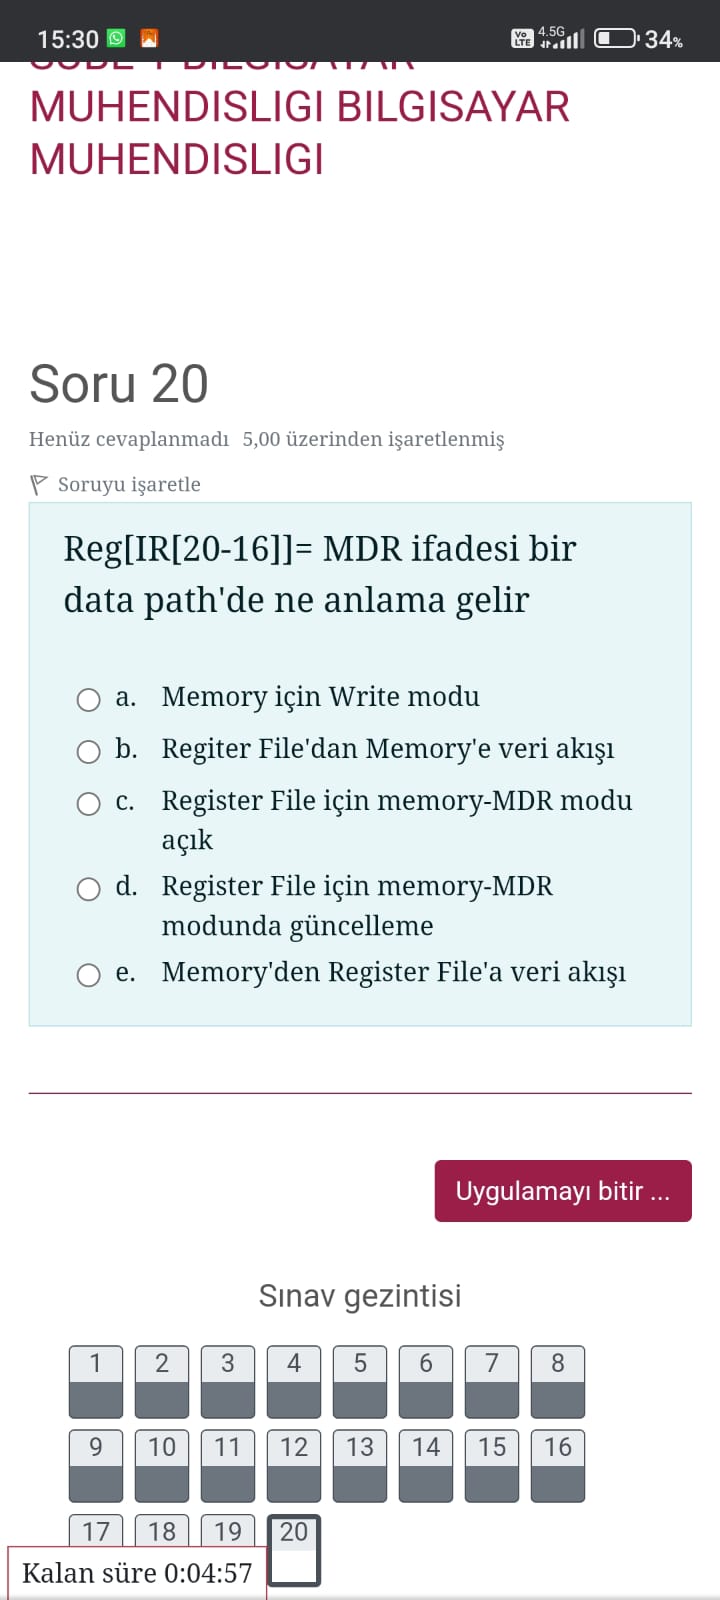 15:30
Vo LTE 4.5G 34%
MUHENDISLIGI BILGISAYAR
MUHENDISLIGI
Soru 20
Henüz cevaplanmadı 5,00 üzerinden işaretlenmiş
Soruyu işaretle
Reg[IR[20-16]]= MDR ifadesi bir
data path'de ne anlama gelir
a. Memory için Write modu
b. Regiter File'dan Memory'e veri akışı
c. Register File için memory-MDR modu
açık
d. Register File için memory-MDR
modunda güncelleme
e. Memory'den Register File'a veri akışı
Uygulamayı bitir ...
Sınav gezintisi
1 2 3 4 5 6 7 8
9 10 11 12 13 14 15 16
17 18 19 20
Kalan süre 0:04:57